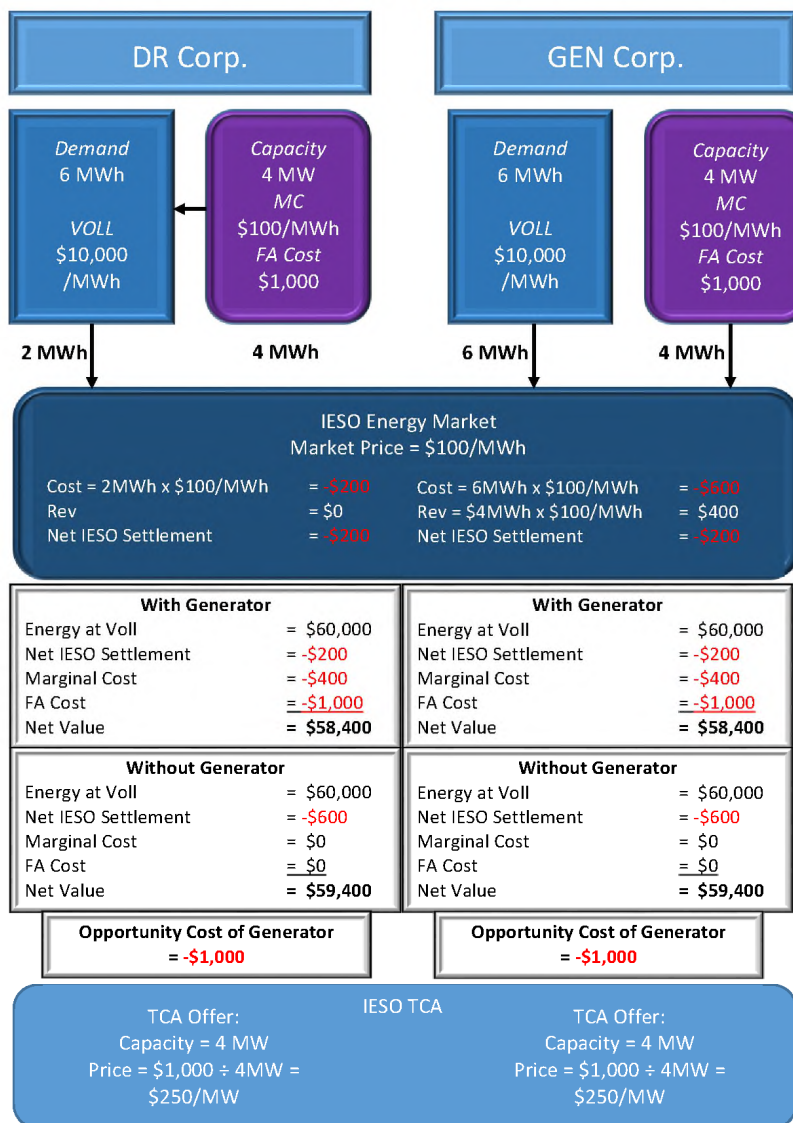 DR Corp.
GEN Corp.
Demand
6 MWh
VOLL
$10,000
/MWh
Capacity
4 MW
MC
$100/MWh
FA Cost
$1,000
Demand
6 MWh
VOLL
$10,000
/MWh
Capacity
4 MW
MC
$100/MWh
FA Cost
$1,000
2 MWh
4 MWh
6 MWh
4 MWh
IESO Energy Market
Market Price = $100/MWh
Cost = 2MWh x $100/MWh = -$200
Rev = $0
Net IESO Settlement = -$200
Cost = 6MWh x $100/MWh = -$600
Rev = $4MWh x $100/MWh = $400
Net IESO Settlement = -$200
With Generator
Energy at Voll = $60,000
Net IESO Settlement = -$200
Marginal Cost = -$400
FA Cost = -$1,000
Net Value = $58,400
With Generator
Energy at Voll = $60,000
Net IESO Settlement = -$200
Marginal Cost = -$400
FA Cost = -$1,000
Net Value = $58,400
Without Generator
Energy at Voll = $60,000
Net IESO Settlement = -$600
Marginal Cost = $0
FA Cost = $0
Net Value = $59,400
Without Generator
Energy at Voll = $60,000
Net IESO Settlement = -$600
Marginal Cost = $0
FA Cost = $0
Net Value = $59,400
Opportunity Cost of Generator
= -$1,000
Opportunity Cost of Generator
= -$1,000
IESO TCA
TCA Offer:
Capacity = 4 MW
Price = $1,000 ÷ 4MW =
$250/MW
TCA Offer:
Capacity = 4 MW
Price = $1,000 ÷ 4MW =
$250/MW